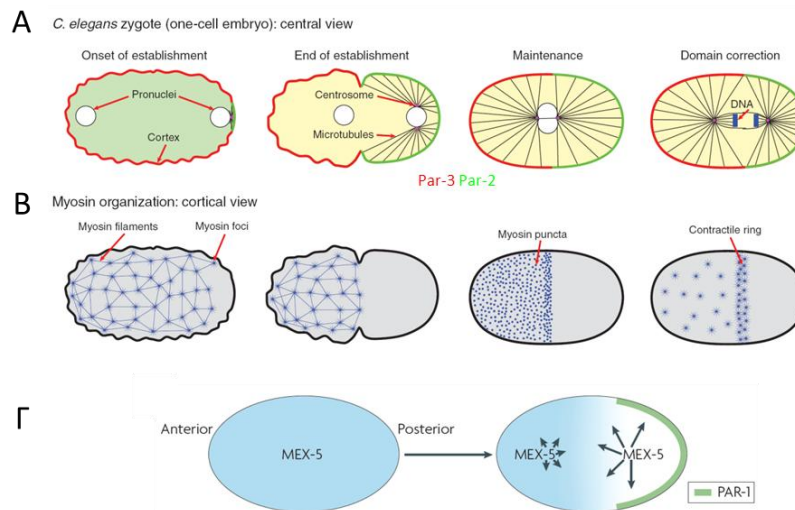 A
C. elegans zygote (one-cell embryo): central view
Onset of establishment
End of establishment
Maintenance
Domain correction
Pronuclei
Cortex
Centrosome
Microtubules
DNA
Par-3 Par-2
B
Myosin organization: cortical view
Myosin filaments
Myosin foci
Myosin puncta
Contractile ring
Γ
Anterior
MEX-5
Posterior
MEX-5
MEX-5
PAR-1